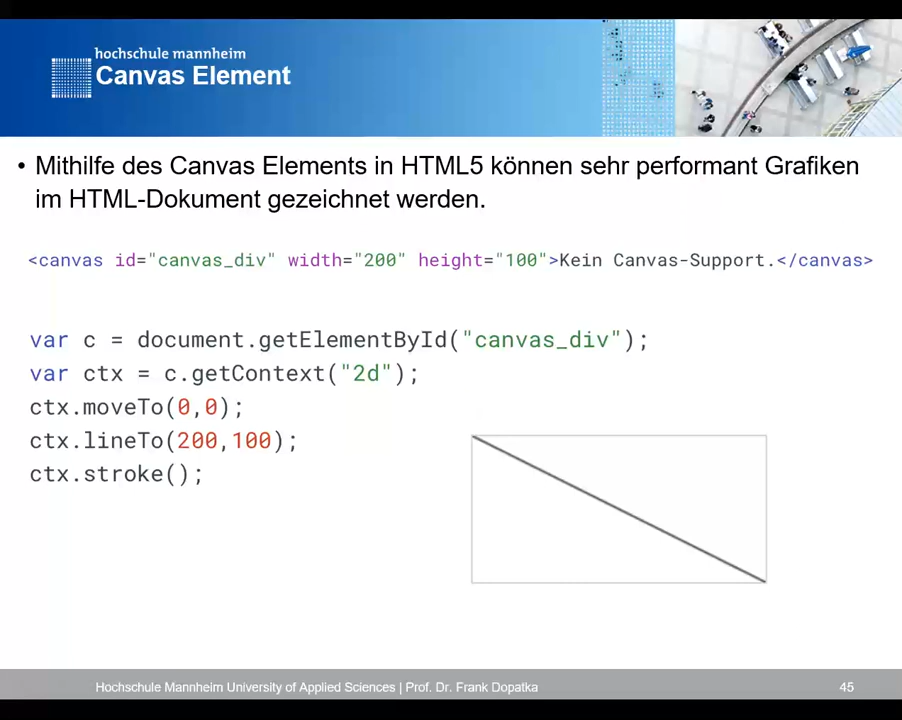 hochschule mannheim
Canvas Element
• Mithilfe des Canvas Elements in HTML5 können sehr performant Grafiken
im HTML-Dokument gezeichnet werden.
<canvas id="canvas_div" width="200" height="100">Kein Canvas-Support.</canvas>
var c = document.getElementById("canvas_div");
var ctx = c.getContext("2d");
ctx.moveTo(0,0);
ctx.lineTo(200,100);
ctx.stroke();
Hochschule Mannheim University of Applied Sciences | Prof. Dr. Frank Dopatka
45